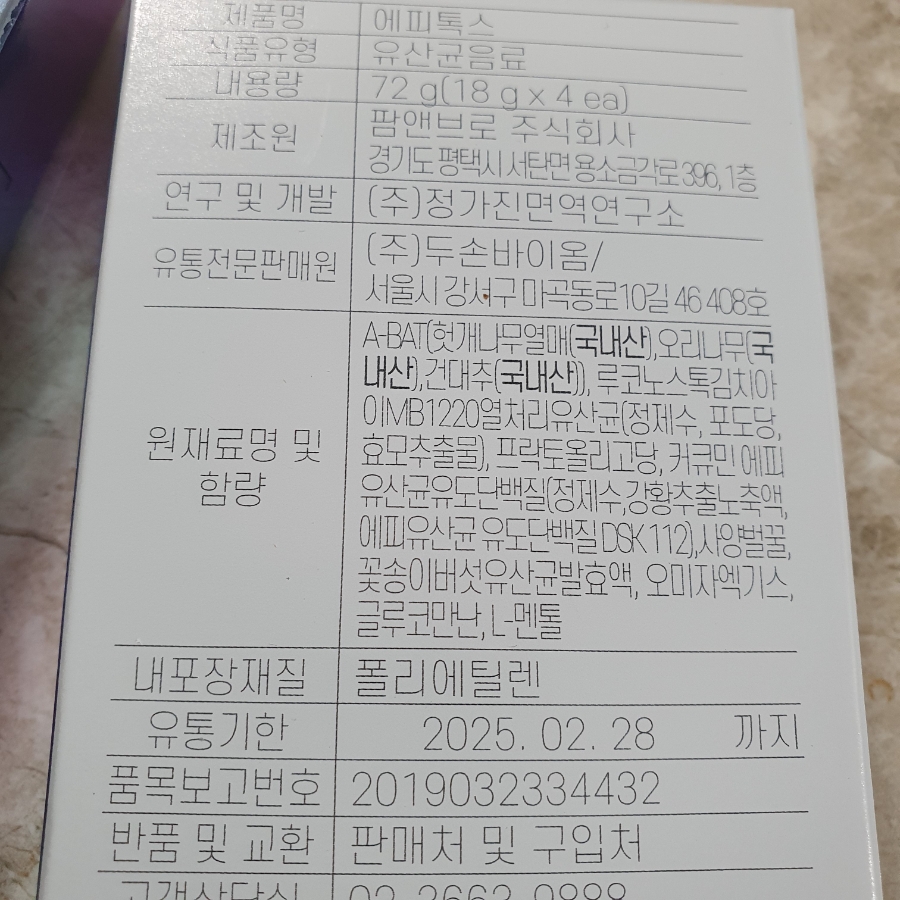 제품명 에피톡스
식품유형 유산균음료
내용량 72 g(18 g x 4 ea)
제조원 팜앤브로 주식회사
경기도 평택시 서탄면 용소금각로 396, 1층
연구 및 개발 (주)정가진면역연구소
유통전문판매원 (주)두손바이옴/
서울시 강서구 마곡동로10길 46 408호
원재료명 및
함량
A-BAT(헛개나무열매(국내산),오리나무(국
내산),건대추(국내산)), 루코노스톡김치아
이MB1220열처리유산균(정제수, 포도당,
효모추출물), 프락토올리고당, 커큐민 에피
유산균유도단백질(정제수,강황추출노축액,
에피유산균 유도단백질 DSK 112),사양벌꿀,
꽃송이버섯유산균발효액, 오미자엑기스,
글루코만난, L-멘톨
내포장재질 폴리에틸렌
유통기한 2025. 02. 28 까지
품목보고번호 2019032334432
반품 및 교환 판매처 및 구입처
고객상담실 02-2663-9888